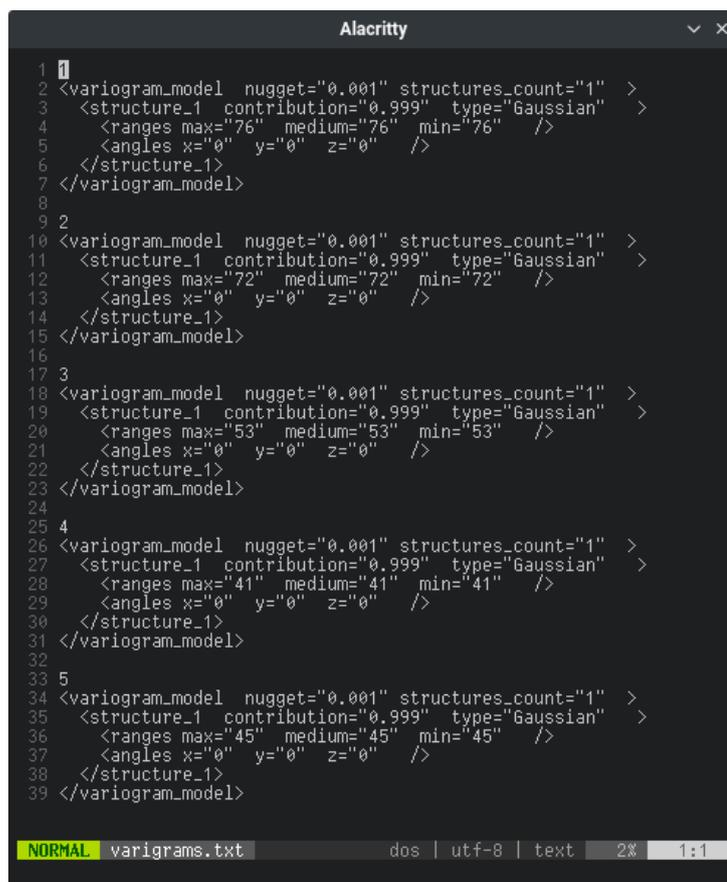 Alacritty
1 1
2 <variogram_model  nugget="0.001" structures_count="1"  >
3   <structure_1  contribution="0.999"  type="Gaussian"   >
4     <ranges max="76"  medium="76"  min="76"   />
5     <angles x="0"  y="0"  z="0"   />
6   </structure_1>
7 </variogram_model>
8
9 2
10 <variogram_model  nugget="0.001" structures_count="1"  >
11   <structure_1  contribution="0.999"  type="Gaussian"   >
12     <ranges max="72"  medium="72"  min="72"   />
13     <angles x="0"  y="0"  z="0"   />
14   </structure_1>
15 </variogram_model>
16
17 3
18 <variogram_model  nugget="0.001" structures_count="1"  >
19   <structure_1  contribution="0.999"  type="Gaussian"   >
20     <ranges max="53"  medium="53"  min="53"   />
21     <angles x="0"  y="0"  z="0"   />
22   </structure_1>
23 </variogram_model>
24
25 4
26 <variogram_model  nugget="0.001" structures_count="1"  >
27   <structure_1  contribution="0.999"  type="Gaussian"   >
28     <ranges max="41"  medium="41"  min="41"   />
29     <angles x="0"  y="0"  z="0"   />
30   </structure_1>
31 </variogram_model>
32
33 5
34 <variogram_model  nugget="0.001" structures_count="1"  >
35   <structure_1  contribution="0.999"  type="Gaussian"   >
36     <ranges max="45"  medium="45"  min="45"   />
37     <angles x="0"  y="0"  z="0"   />
38   </structure_1>
39 </variogram_model>
NORMAL varigrams.txt dos | utf-8 | text 2% 1:1